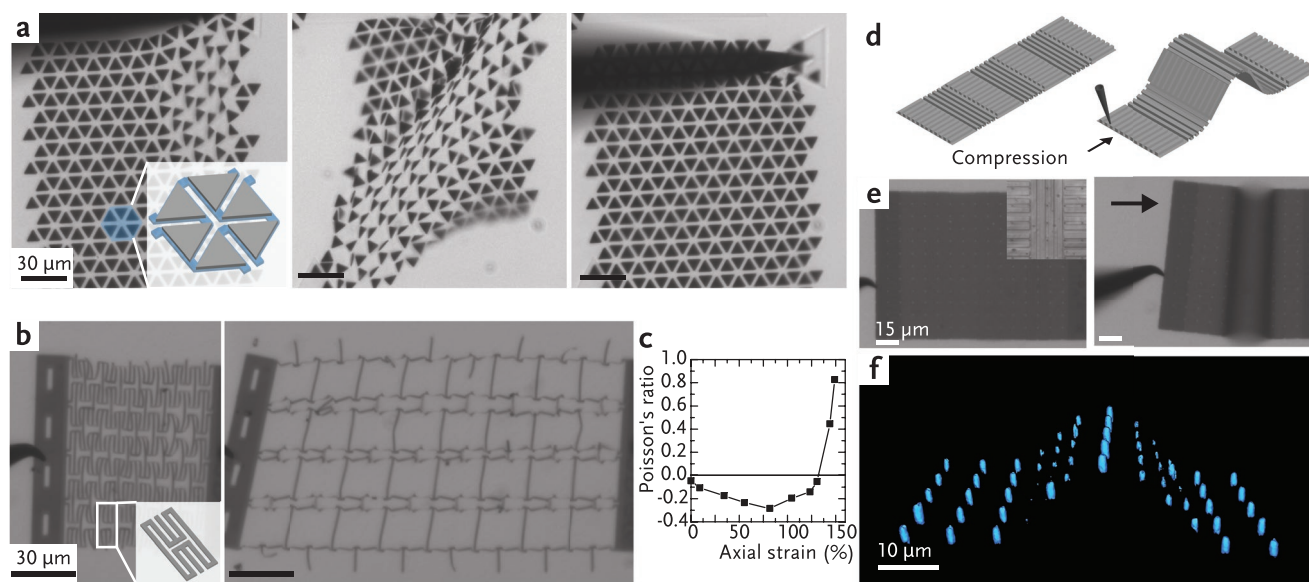 a
30 µm
b
30 µm
c
Poisson's ratio
1.0
0.8
0.6
0.4
0.2
0.0
-0.2
-0.4
0
50
100
150
Axial strain (%)
d
Compression
e
15 µm
f
10 µm